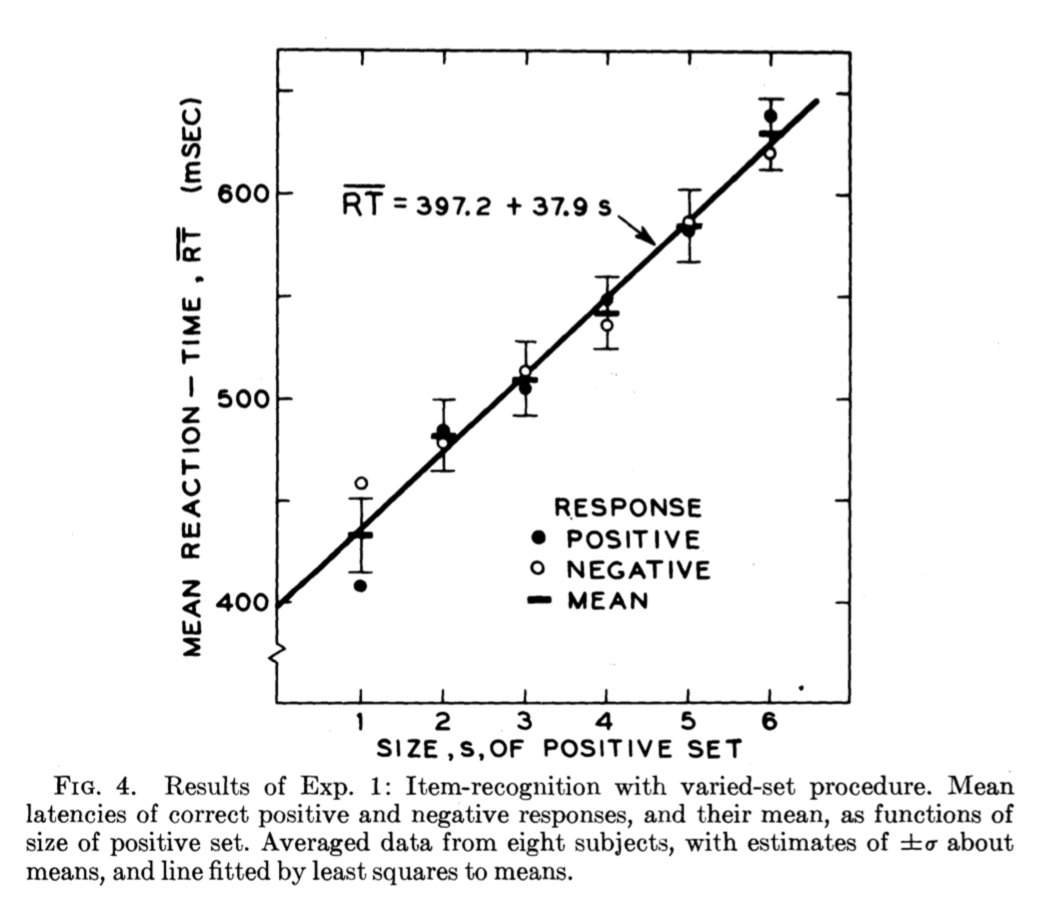 MEAN REACTION — TIME, R̅T̅ (mSEC)
600
500
400
R̅T̅ = 397.2 + 37.9 s
RESPONSE
POSITIVE
NEGATIVE
MEAN
1 2 3 4 5 6
SIZE, s, OF POSITIVE SET
FIG. 4. Results of Exp. 1: Item-recognition with varied-set procedure. Mean
latencies of correct positive and negative responses, and their mean, as functions of
size of positive set. Averaged data from eight subjects, with estimates of ±σ about
means, and line fitted by least squares to means.